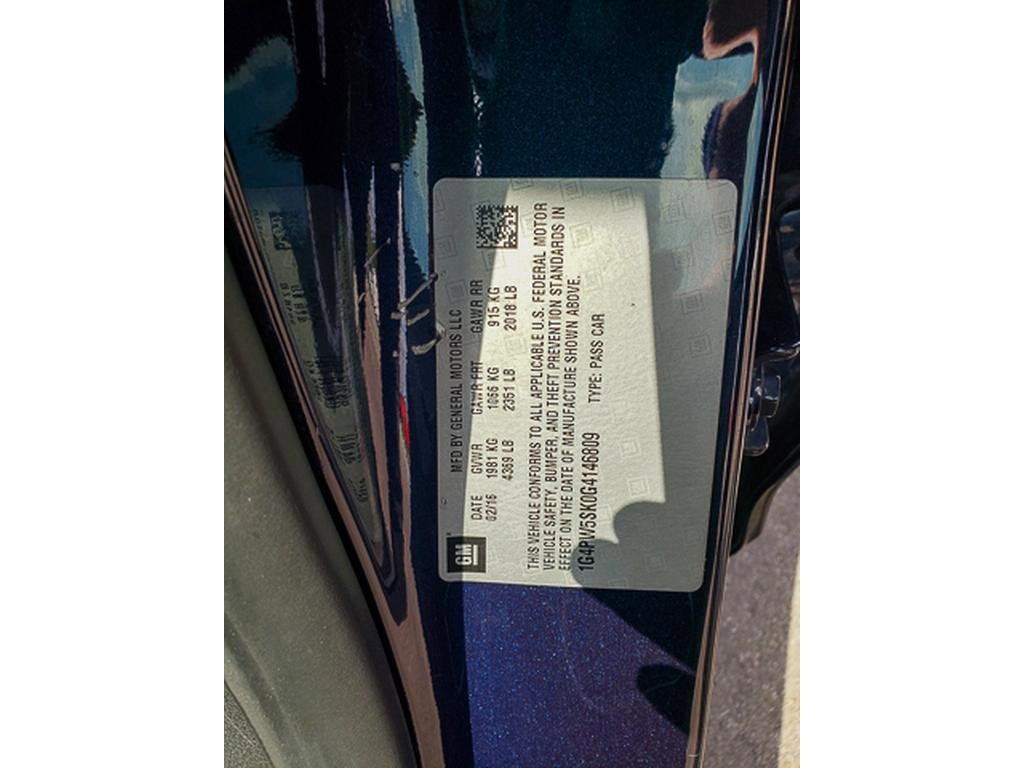 GM
MFD BY GENERAL MOTORS LLC
DATE GVWR GAWR FRT GAWR RR
02/16 1981 KG 1066 KG 915 KG
4369 LB 2351 LB 2018 LB
THIS VEHICLE CONFORMS TO ALL APPLICABLE U.S. FEDERAL MOTOR
VEHICLE SAFETY, BUMPER, AND THEFT PREVENTION STANDARDS IN
EFFECT ON THE DATE OF MANUFACTURE SHOWN ABOVE.
1G4PW5SK0G4146809 TYPE: PASS CAR